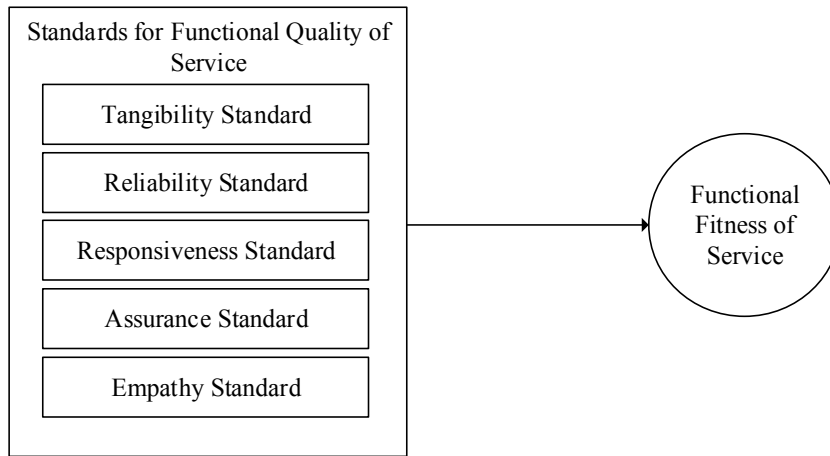 Standards for Functional Quality of
Service
Tangibility Standard
Reliability Standard
Responsiveness Standard
Assurance Standard
Empathy Standard
Functional
Fitness of
Service